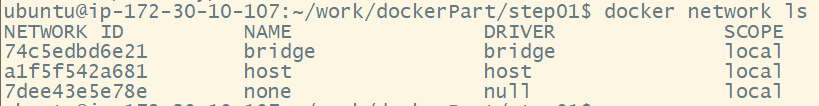 ubuntu@ip-172-30-10-107:~/work/dockerPart/step01$ docker network ls
NETWORK ID NAME DRIVER SCOPE
74c5edbd6e21 bridge bridge local
a1f5f542a681 host host local
7dee43e5e78e none null local